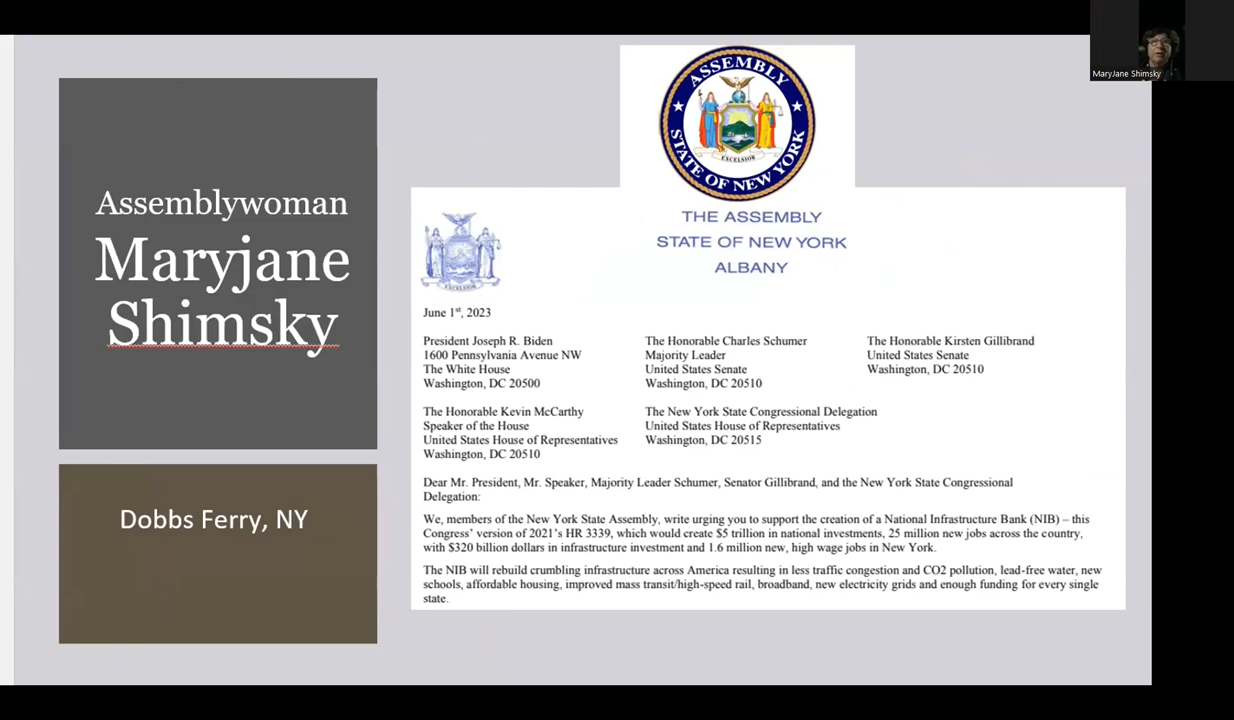 MaryJane Shimsky
Assemblywoman
Maryjane
Shimsky
Dobbs Ferry, NY
ASSEMBLY
STATE OF NEW YORK
EXCELSIOR
THE ASSEMBLY
STATE OF NEW YORK
ALBANY
EXCELSIOR
June 1st, 2023
President Joseph R. Biden
1600 Pennsylvania Avenue NW
The White House
Washington, DC 20500
The Honorable Charles Schumer
Majority Leader
United States Senate
Washington, DC 20510
The Honorable Kirsten Gillibrand
United States Senate
Washington, DC 20510
The Honorable Kevin McCarthy
Speaker of the House
United States House of Representatives
Washington, DC 20510
The New York State Congressional Delegation
United States House of Representatives
Washington, DC 20515
Dear Mr. President, Mr. Speaker, Majority Leader Schumer, Senator Gillibrand, and the New York State Congressional
Delegation:
We, members of the New York State Assembly, write urging you to support the creation of a National Infrastructure Bank (NIB) – this
Congress' version of 2021's HR 3339, which would create $5 trillion in national investments, 25 million new jobs across the country,
with $320 billion dollars in infrastructure investment and 1.6 million new, high wage jobs in New York.
The NIB will rebuild crumbling infrastructure across America resulting in less traffic congestion and CO2 pollution, lead-free water, new
schools, affordable housing, improved mass transit/high-speed rail, broadband, new electricity grids and enough funding for every single
state.